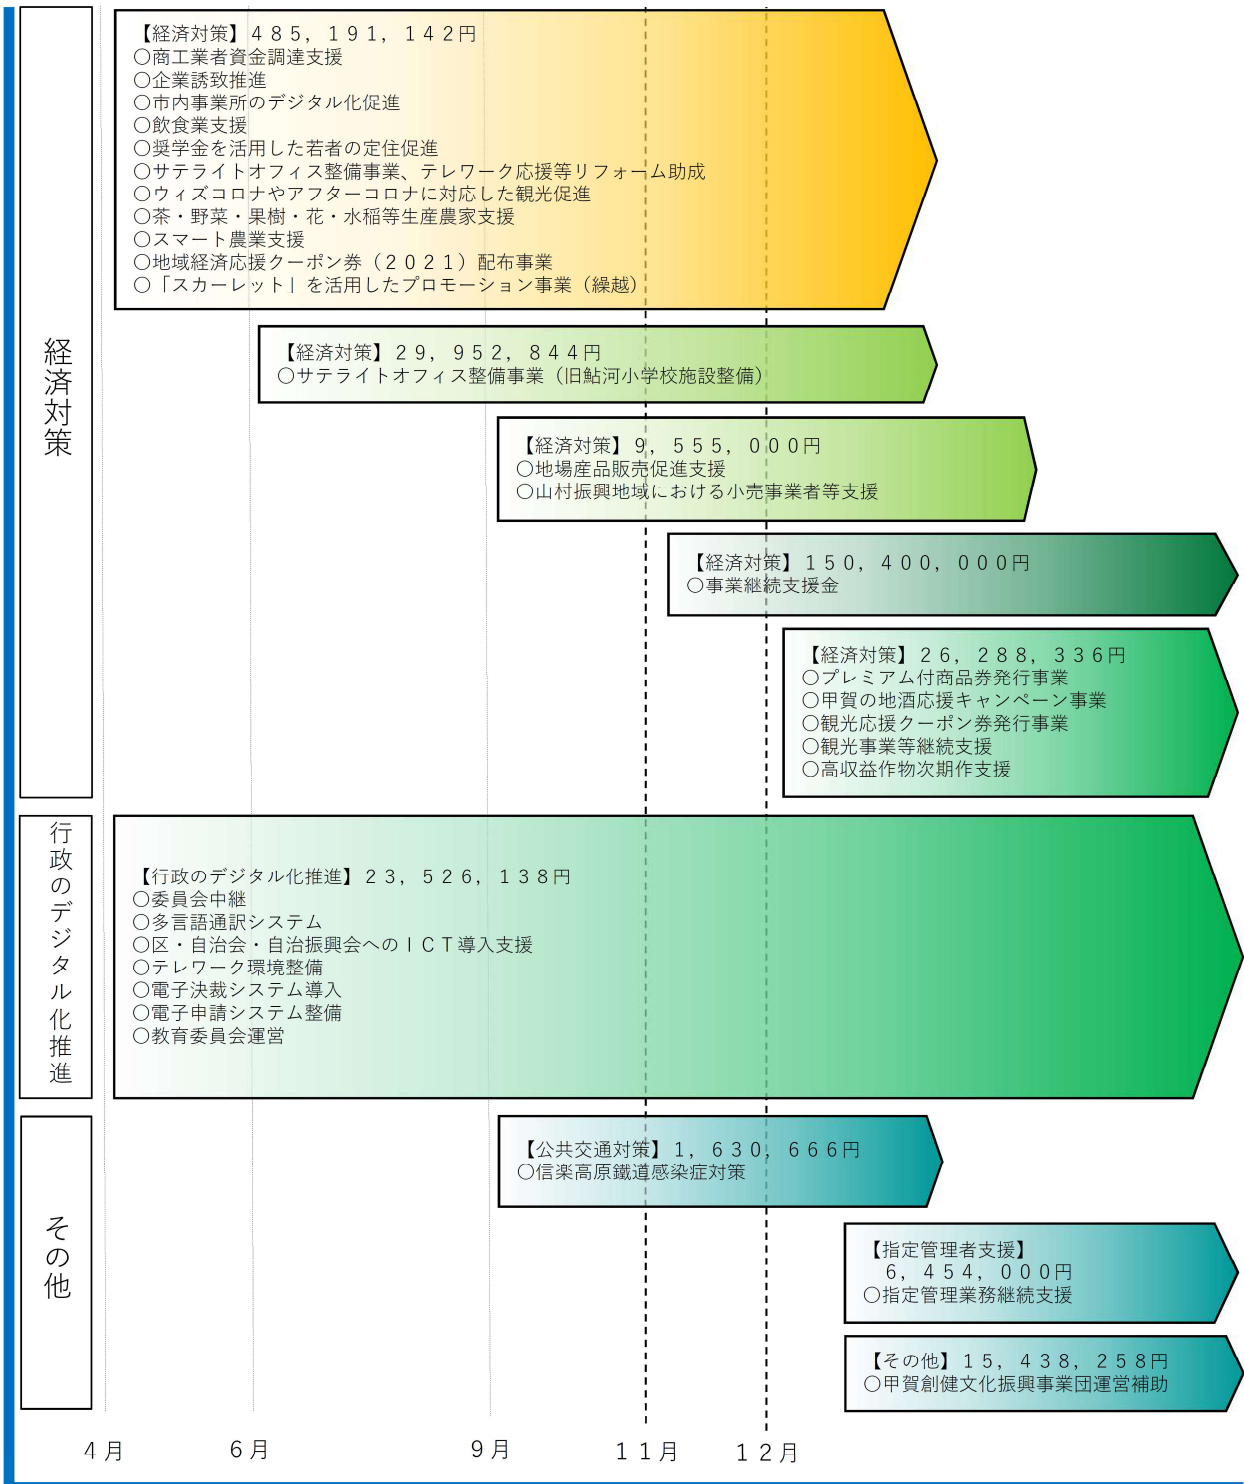 経済対策
【経済対策】４８５，１９１，１４２円
○商工業者資金調達支援
○企業誘致推進
○市内事業所のデジタル化促進
○飲食業支援
○奨学金を活用した若者の定住促進
○サテライトオフィス整備事業、テレワーク応援等リフォーム助成
○ウィズコロナやアフターコロナに対応した観光促進
○茶・野菜・果樹・花・水稲等生産農家支援
○スマート農業支援
○地域経済応援クーポン券（２０２１）配布事業
○「スカーレット」を活用したプロモーション事業（繰越）
【経済対策】２９，９５２，８４４円
○サテライトオフィス整備事業（旧鮎河小学校施設整備）
【経済対策】９，５５５，０００円
○地場産品販売促進支援
○山村振興地域における小売事業者等支援
【経済対策】１５０，４００，０００円
○事業継続支援金
【経済対策】２６，２８８，３３６円
○プレミアム付商品券発行事業
○甲賀の地酒応援キャンペーン事業
○観光応援クーポン券発行事業
○観光事業等継続支援
○高収益作物次期作支援
行政のデジタル化推進
【行政のデジタル化推進】２３，５２６，１３８円
○委員会中継
○多言語通訳システム
○区・自治会・自治振興会へのＩＣＴ導入支援
○テレワーク環境整備
○電子決裁システム導入
○電子申請システム整備
○教育委員会運営
その他
【公共交通対策】１，６３０，６６６円
○信楽高原鐵道感染症対策
【指定管理者支援】
６，４５４，０００円
○指定管理業務継続支援
【その他】１５，４３８，２５８円
○甲賀創健文化振興事業団運営補助
４月 ６月 ９月 １１月 １２月